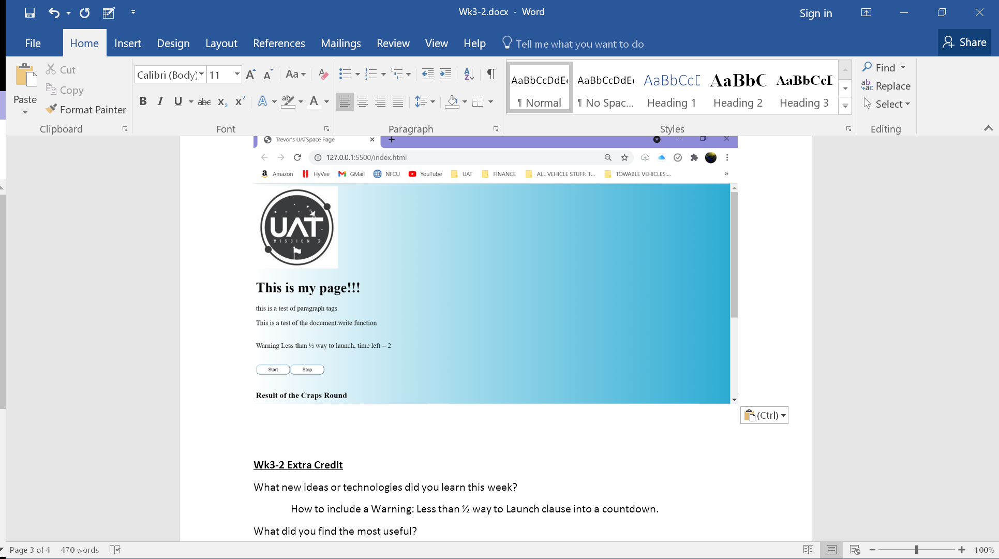 Wk3-2.docx - Word
Sign in
File Home Insert Design Layout References Mailings Review View Help Tell me what you want to do Share
Paste
Cut
Copy
Format Painter
Clipboard
Calibri (Body) 11 Aa
B I U abc X2 X2 A ab A
Font
Paragraph
AaBbCcDdE AaBbCcDdE AaBbCcD AaBbC AaBbCcI
¶ Normal ¶ No Spac... Heading 1 Heading 2 Heading 3
Styles
Find
Replace
Select
Editing
Trevor's UATSpace Page
127.0.0.1:5500/index.html
Amazon HyVee GMail NFCU YouTube UAT FINANCE ALL VEHICLE STUFF: T... TOWABLE VEHICLES:... »
UAT
MISSION 3
This is my page!!!
this is a test of paragraph tags
This is a test of the document.write function
Warning Less than ½ way to launch, time left = 2
Start Stop
Result of the Craps Round
(Ctrl)
Wk3-2 Extra Credit
What new ideas or technologies did you learn this week?
How to include a Warning: Less than ½ way to Launch clause into a countdown.
What did you find the most useful?
Page 3 of 4 470 words 100%